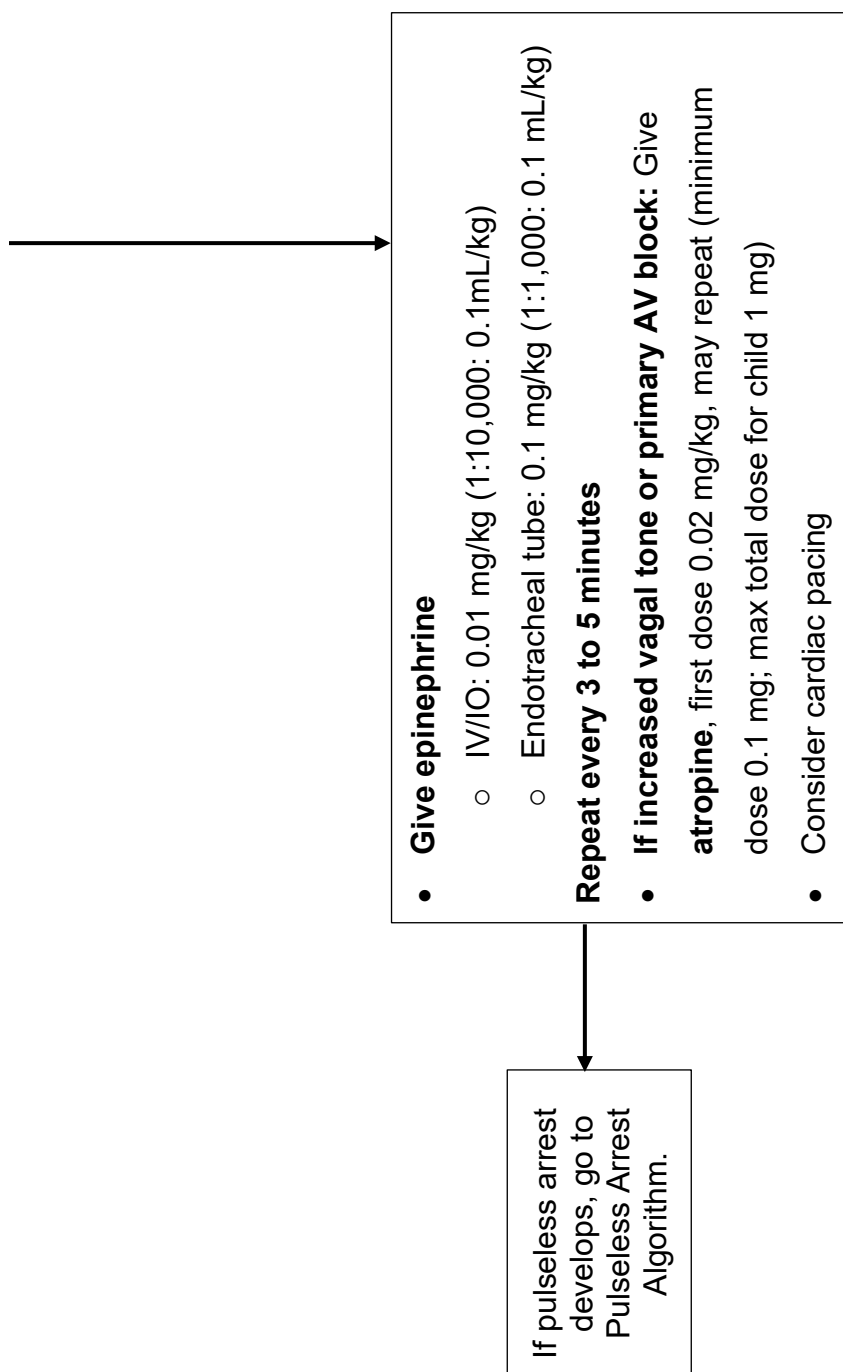 • Give epinephrine
○ IV/IO: 0.01 mg/kg (1:10,000: 0.1mL/kg)
○ Endotracheal tube: 0.1 mg/kg (1:1,000: 0.1 mL/kg)
Repeat every 3 to 5 minutes
• If increased vagal tone or primary AV block: Give
atropine, first dose 0.02 mg/kg, may repeat (minimum
dose 0.1 mg; max total dose for child 1 mg)
• Consider cardiac pacing
If pulseless arrest
develops, go to
Pulseless Arrest
Algorithm.